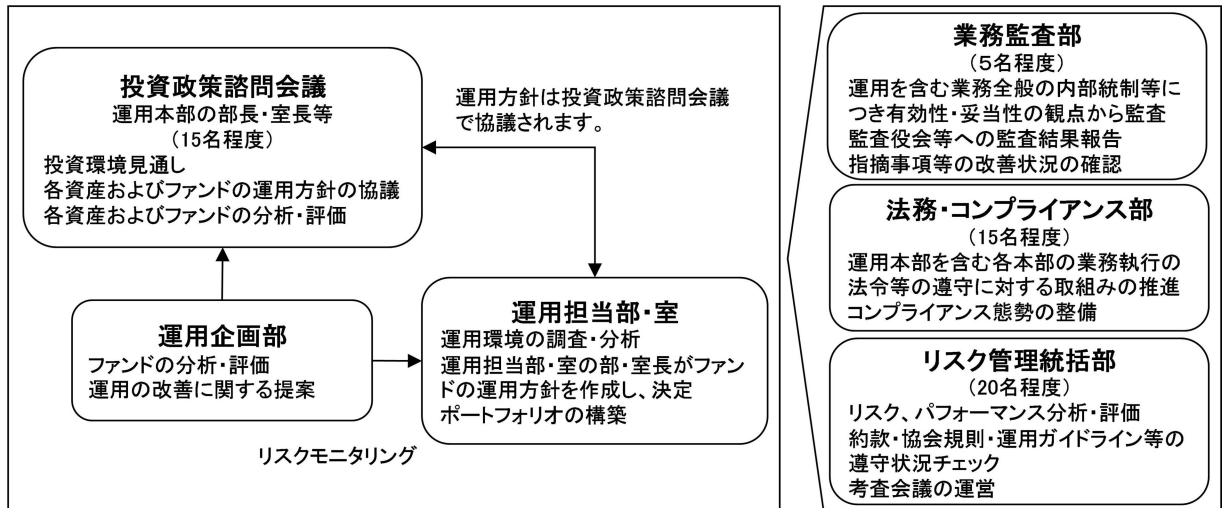 投資政策諮問会議
運用本部の部長・室長等
(15名程度)
投資環境見通し
各資産およびファンドの運用方針の協議
各資産およびファンドの分析・評価
運用方針は投資政策諮問会議
で協議されます。
運用企画部
ファンドの分析・評価
運用の改善に関する提案
運用担当部・室
運用環境の調査・分析
運用担当部・室の部・室長がファン
ドの運用方針を作成し、決定
ポートフォリオの構築
リスクモニタリング
業務監査部
(5名程度)
運用を含む業務全般の内部統制等に
つき有効性・妥当性の観点から監査
監査役会等への監査結果報告
指摘事項等の改善状況の確認
法務・コンプライアンス部
(15名程度)
運用本部を含む各本部の業務執行の
法令等の遵守に対する取組みの推進
コンプライアンス態勢の整備
リスク管理統括部
(20名程度)
リスク、パフォーマンス分析・評価
約款・協会規則・運用ガイドライン等の
遵守状況チェック
考査会議の運営